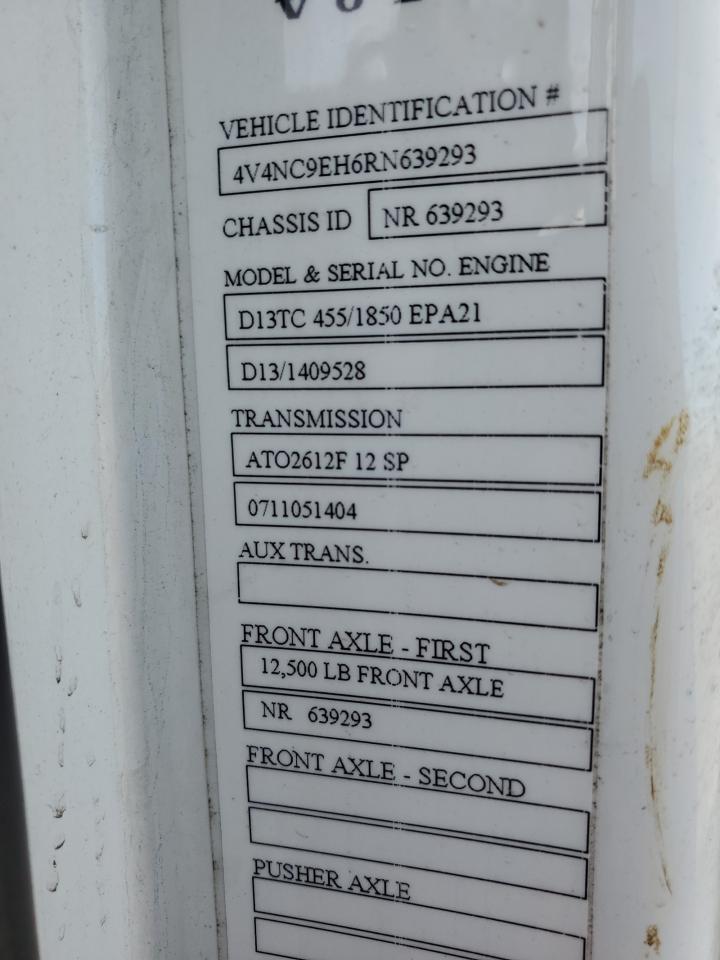 VEHICLE IDENTIFICATION #
4V4NC9EH6RN639293
CHASSIS ID NR 639293
MODEL & SERIAL NO. ENGINE
D13TC 455/1850 EPA21
D13/1409528
TRANSMISSION
ATO2612F 12 SP
0711051404
AUX TRANS.
FRONT AXLE - FIRST
12,500 LB FRONT AXLE
NR 639293
FRONT AXLE - SECOND
PUSHER AXLE